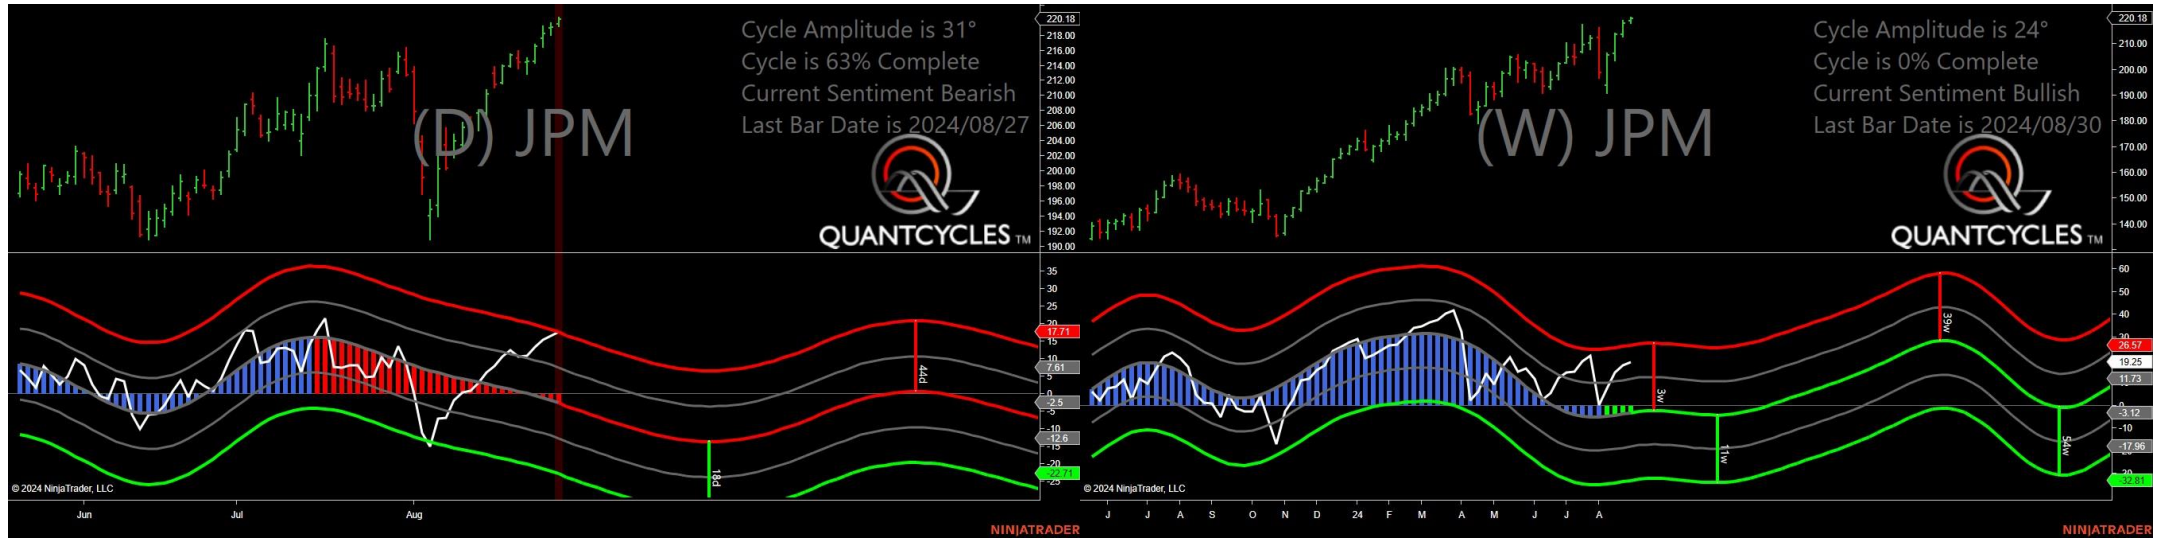 Cycle Amplitude is 31°
Cycle is 63% Complete
Current Sentiment Bearish
Last Bar Date is 2024/08/27
(D) JPM
QUANTCYCLES TM
220.18
218.00
216.00
214.00
212.00
210.00
208.00
206.00
204.00
202.00
200.00
198.00
196.00
194.00
192.00
190.00
35
30
25
20
17.71
15
10
7.61
5
0
-2.5
-5
-10
-12.6
-15
-20
-22.71
-25
44d
18d
© 2024 NinjaTrader, LLC
Jun
Jul
Aug
NINJATRADER
Cycle Amplitude is 24°
Cycle is 0% Complete
Current Sentiment Bullish
Last Bar Date is 2024/08/30
(W) JPM
QUANTCYCLES TM
220.18
210.00
200.00
190.00
180.00
170.00
160.00
150.00
140.00
60
50
40
30
26.57
19.25
11.73
0
-3.12
-10
-17.96
-32.81
3w
11w
39w
54w
© 2024 NinjaTrader, LLC
J
J
A
S
O
N
D
24
F
M
A
M
J
J
A
NINJATRADER